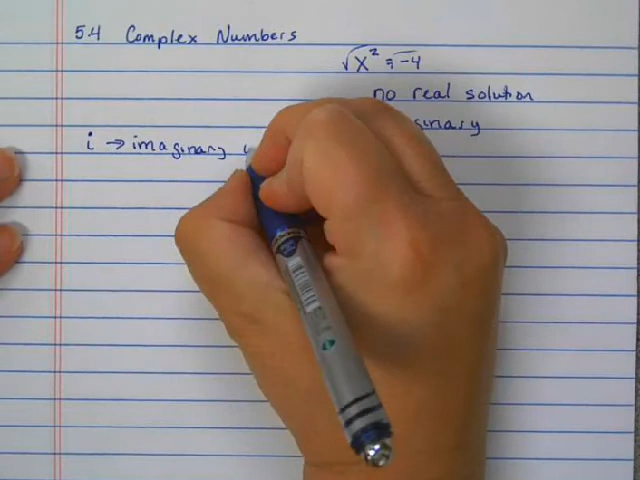 5.4 Complex Numbers
√x² = √-4
no real solution
i → imaginary